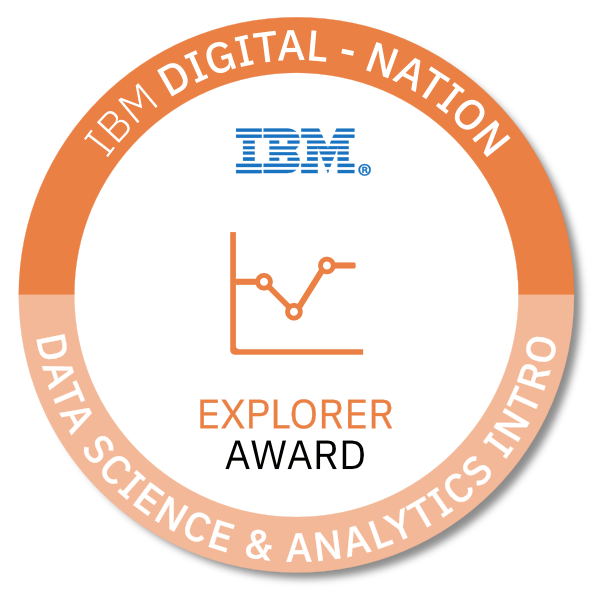 IBM DIGITAL - NATION
IBM®
EXPLORER
AWARD
DATA SCIENCE & ANALYTICS INTRO